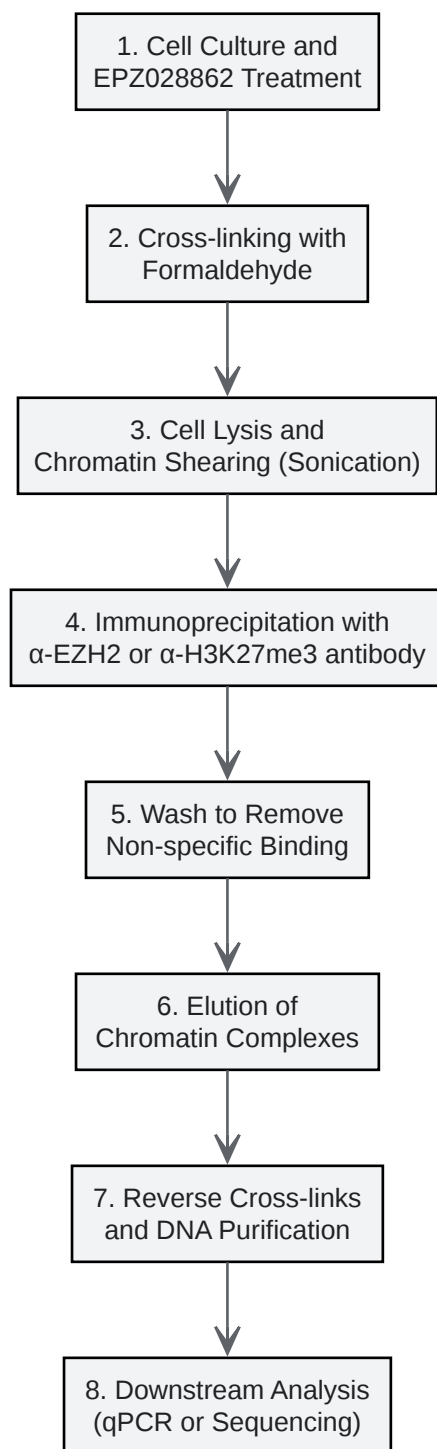 1. Cell Culture and
EPZ028862 Treatment
2. Cross-linking with
Formaldehyde
3. Cell Lysis and
Chromatin Shearing (Sonication)
4. Immunoprecipitation with
α-EZH2 or α-H3K27me3 antibody
5. Wash to Remove
Non-specific Binding
6. Elution of
Chromatin Complexes
7. Reverse Cross-links
and DNA Purification
8. Downstream Analysis
(qPCR or Sequencing)